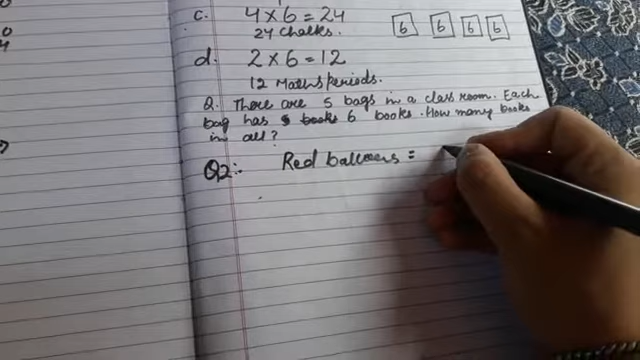 c. 4 × 6 = 24
24 Chalks.
6 6 6 6
d. 2 × 6 = 12
12 Maths Periods.
Q. There are 5 bags in a class room. Each
bag has 5 books 6 books. How many books
in all?
Q2:- Red balloons =